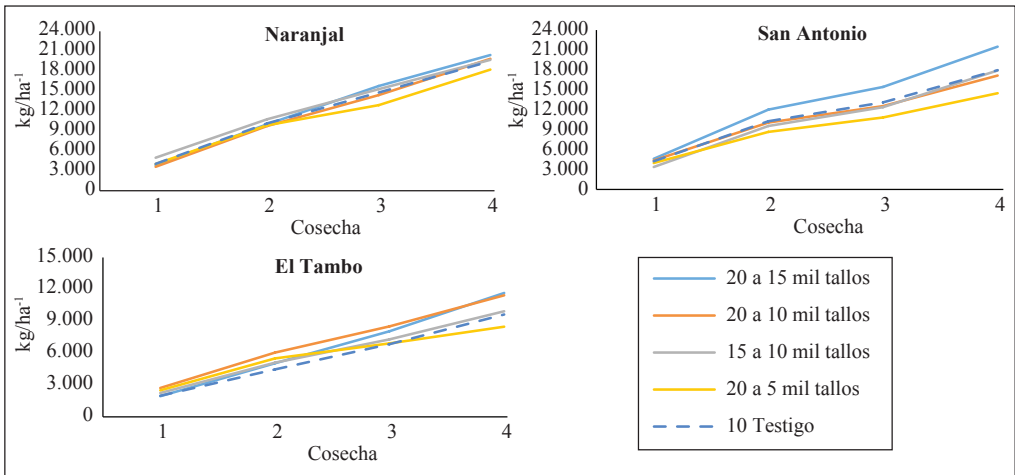 Naranjal
kg/ha-1
24.000
21.000
18.000
15.000
12.000
9.000
6.000
3.000
0
1 2 3 4
Cosecha
San Antonio
kg/ha-1
24.000
21.000
18.000
15.000
12.000
9.000
6.000
3.000
0
1 2 3 4
Cosecha
El Tambo
kg/ha-1
15.000
12.000
9.000
6.000
3.000
0
1 2 3 4
Cosecha
20 a 15 mil tallos
20 a 10 mil tallos
15 a 10 mil tallos
20 a 5 mil tallos
10 Testigo